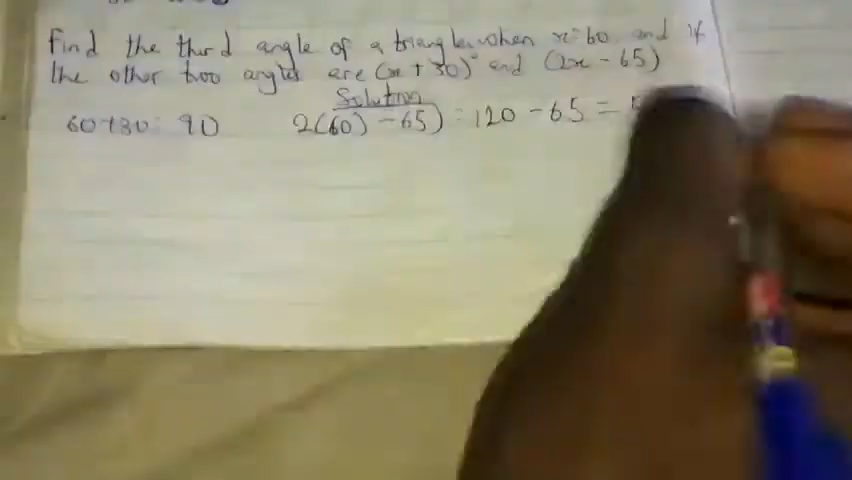 Find the third angle of a triangle when x=60 and if
the other two angles are (x+30)° and (2x-65)
Solution
60+30= 90 2(60) -65) = 120 -65 =